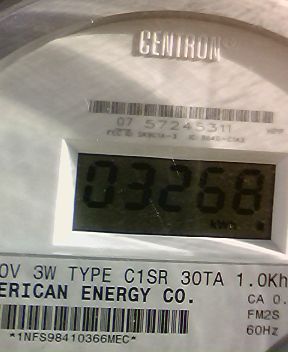 CENTRON®
07 57245311
03268
kWh
0V 3W TYPE C1SR 30TA 1.0Kh
ERICAN ENERGY CO.
CA 0.
FM2S
60Hz
*1NFS98410366MEC*